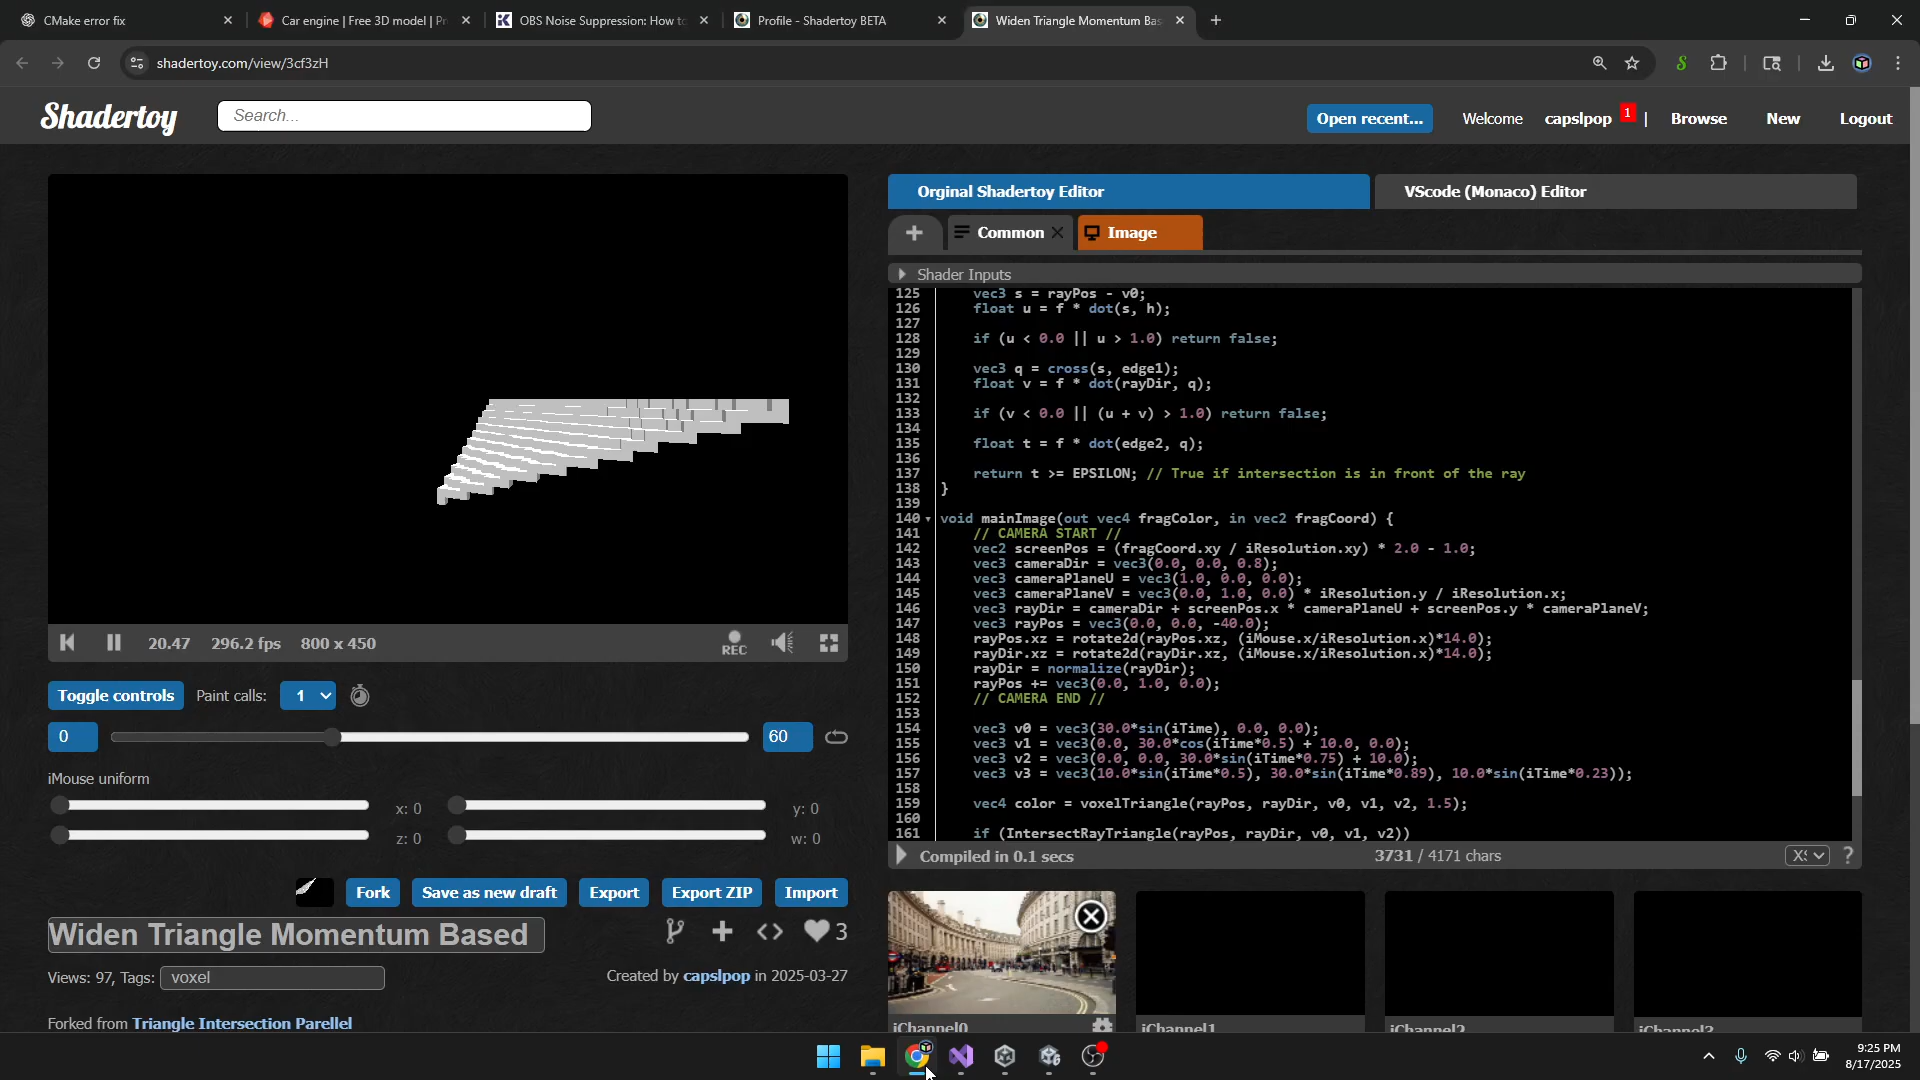 CMake error fix
Car engine | Free 3D model | Pr
OBS Noise Suppression: How to
Profile - Shadertoy BETA
Widen Triangle Momentum Bas
shadertoy.com/view/3cf3zH
Shadertoy
Search...
Open recent...
Welcome capslpop 1 |
Browse
New
Logout
Orginal Shadertoy Editor
VScode (Monaco) Editor
+
Common
Image
Shader Inputs
125 vec3 s = rayPos - v0;
126 float u = f * dot(s, h);
127
128 if (u < 0.0 || u > 1.0) return false;
129
130 vec3 q = cross(s, edge1);
131 float v = f * dot(rayDir, q);
132
133 if (v < 0.0 || (u + v) > 1.0) return false;
134
135 float t = f * dot(edge2, q);
136
137 return t >= EPSILON; // True if intersection is in front of the ray
138 }
139
140 void mainImage(out vec4 fragColor, in vec2 fragCoord) {
141 // CAMERA START //
142 vec2 screenPos = (fragCoord.xy / iResolution.xy) * 2.0 - 1.0;
143 vec3 cameraDir = vec3(0.0, 0.0, 0.8);
144 vec3 cameraPlaneU = vec3(1.0, 0.0, 0.0);
145 vec3 cameraPlaneV = vec3(0.0, 1.0, 0.0) * iResolution.y / iResolution.x;
146 vec3 rayDir = cameraDir + screenPos.x * cameraPlaneU + screenPos.y * cameraPlaneV;
147 vec3 rayPos = vec3(0.0, 0.0, -40.0);
148 rayPos.xz = rotate2d(rayPos.xz, (iMouse.x/iResolution.x)*14.0);
149 rayDir.xz = rotate2d(rayDir.xz, (iMouse.x/iResolution.x)*14.0);
150 rayDir = normalize(rayDir);
151 rayPos += vec3(0.0, 1.0, 0.0);
152 // CAMERA END //
153
154 vec3 v0 = vec3(30.0*sin(iTime), 0.0, 0.0);
155 vec3 v1 = vec3(0.0, 30.0*cos(iTime*0.5) + 10.0, 0.0);
156 vec3 v2 = vec3(0.0, 0.0, 30.0*sin(iTime*0.75) + 10.0);
157 vec3 v3 = vec3(10.0*sin(iTime*0.5), 30.0*sin(iTime*0.89), 10.0*sin(iTime*0.23));
158
159 vec4 color = voxelTriangle(rayPos, rayDir, v0, v1, v2, 1.5);
160
161 if (IntersectRayTriangle(rayPos, rayDir, v0, v1, v2))
Compiled in 0.1 secs
3731 / 4171 chars
?
20.47 296.2 fps 800 x 450
REC
Toggle controls
Paint calls:
1
0
60
iMouse uniform
x: 0
y: 0
z: 0
w: 0
Fork
Save as new draft
Export
Export ZIP
Import
Widen Triangle Momentum Based
3
Views: 97, Tags: voxel
Created by capslpop in 2025-03-27
Forked from Triangle Intersection Parellel
iChannel0
iChannel1
iChannel2
iChannel3
9:25 PM
8/17/2025